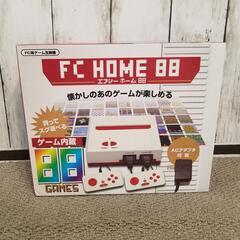 FC用ゲーム互換機
FC HOME 88
エフシーホーム88
懐かしのあのゲームが楽しめる
買って
スグ遊べる
ゲーム内蔵
88
GAMES
ACアダプタ
付属